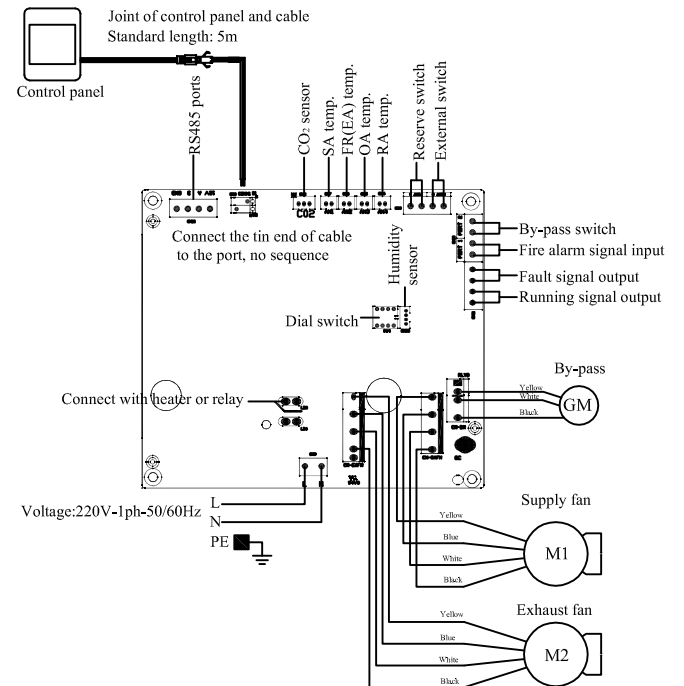 Joint of control panel and cable
Standard length: 5m
Control panel
RS485 ports
CO2 sensor
SA temp.
FR(EA) temp.
OA temp.
RA temp.
Reserve switch
External switch
CO2
Connect the tin end of cable
to the port, no sequence
Humidity
sensor
By-pass switch
Fire alarm signal input
Fault signal output
Running signal output
Dial switch
By-pass
Connect with heater or relay
Yellow
White
Black
GM
Voltage:220V-1ph-50/60Hz
L
N
PE
Supply fan
Yellow
Blue
White
Black
M1
Exhaust fan
Yellow
Blue
White
Black
M2